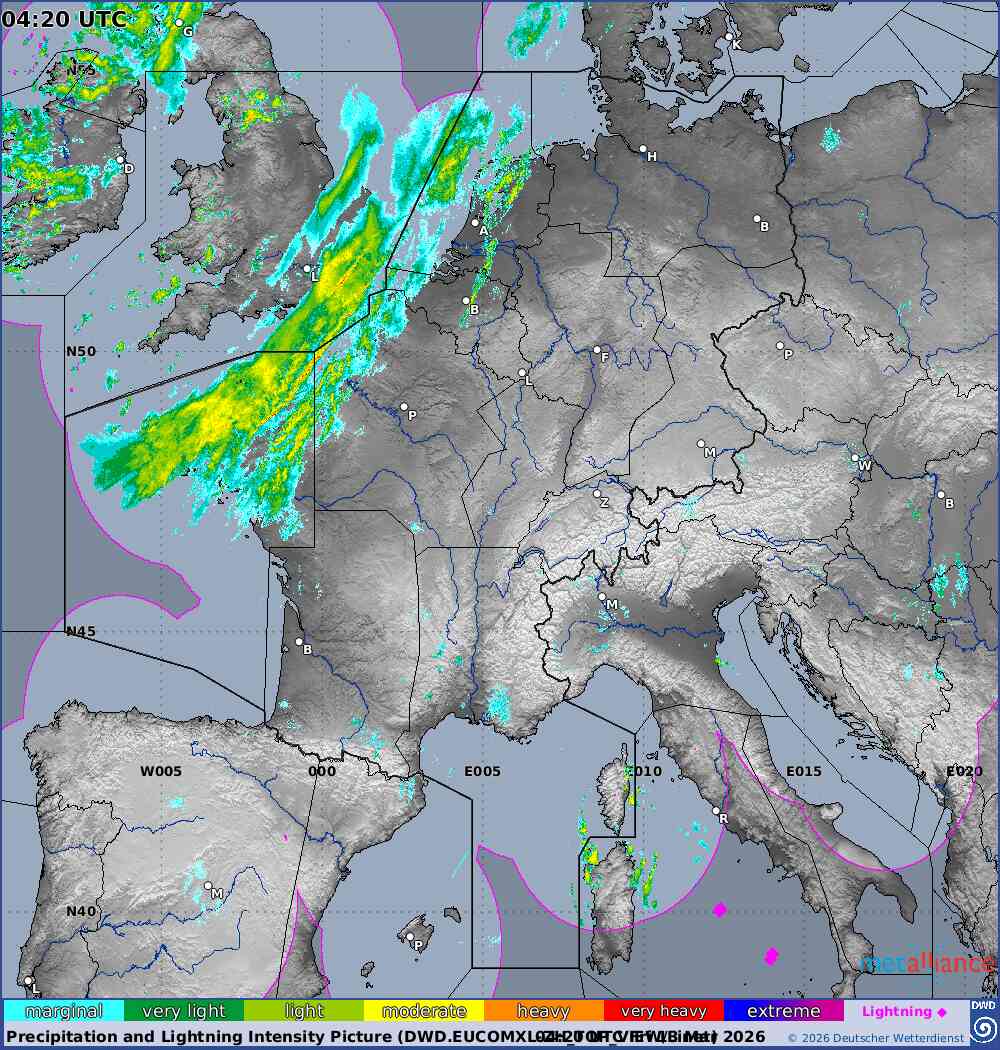 04:20 UTC
G
K
N55
D
H
A
B
L
B
N50
F
P
L
P
M
W
Z
B
M
N45
B
W005
000
E005
E010
E015
E020
R
M
N40
P
L
metalliance
marginal
very light
light
moderate
heavy
very heavy
extreme
Lightning
DWD
Precipitation and Lightning Intensity Picture (DWD.EUCOMXL
2026
© 2026 Deutscher Wetterdienst